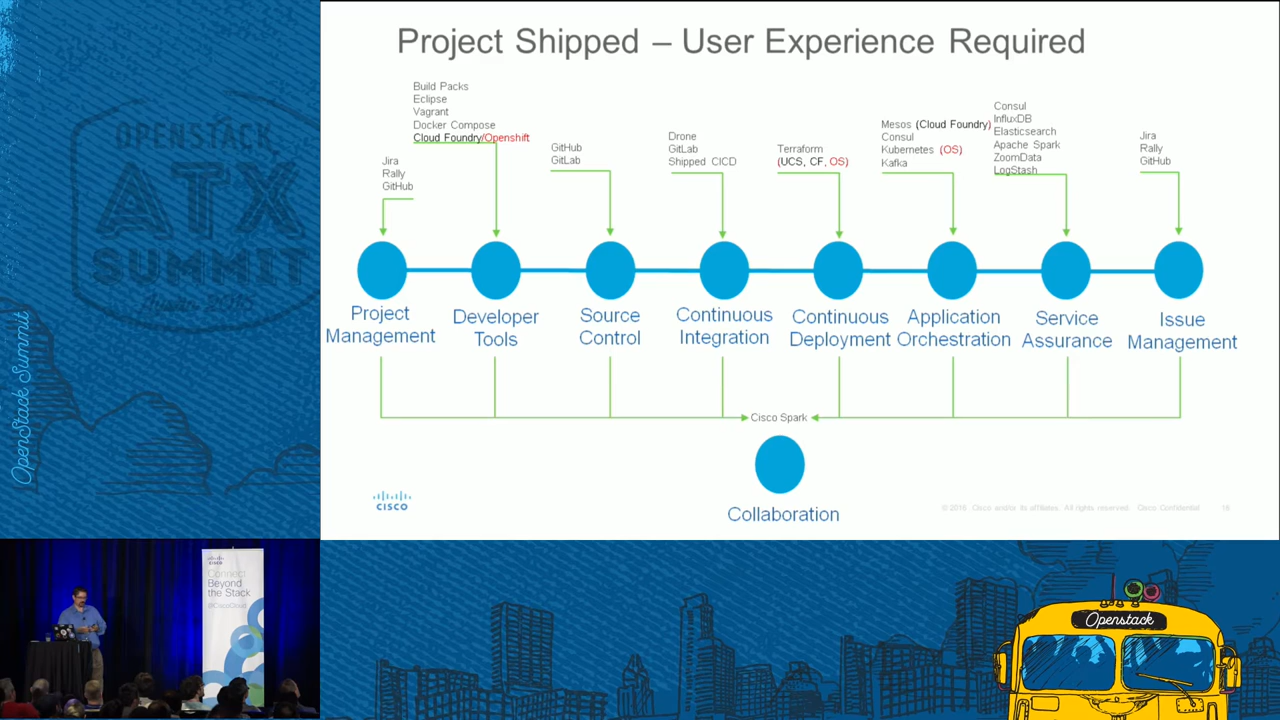 Project Shipped – User Experience Required
Build Packs
Eclipse
Vagrant
Docker Compose
Cloud Foundry/Openshift
Jira
Rally
GitHub
GitHub
GitLab
Drone
GitLab
Shipped CICD
Terraform
(UCS, CF, OS)
Mesos (Cloud Foundry)
Consul
Kubernetes (OS)
Kafka
Consul
InfluxDB
Elasticsearch
Apache Spark
ZoomData
LogStash
Jira
Rally
GitHub
Project
Management
Developer
Tools
Source
Control
Continuous
Integration
Continuous
Deployment
Application
Orchestration
Service
Assurance
Issue
Management
Cisco Spark
Collaboration
CISCO
© 2016 Cisco and/or its affiliates. All rights reserved. Cisco Confidential 18
OPENSTACK
ATX
SUMMIT
Austin 2016
OpenStack Summit
CISCO
Connect
Beyond
the Stack
@CiscoCloud
Openstack